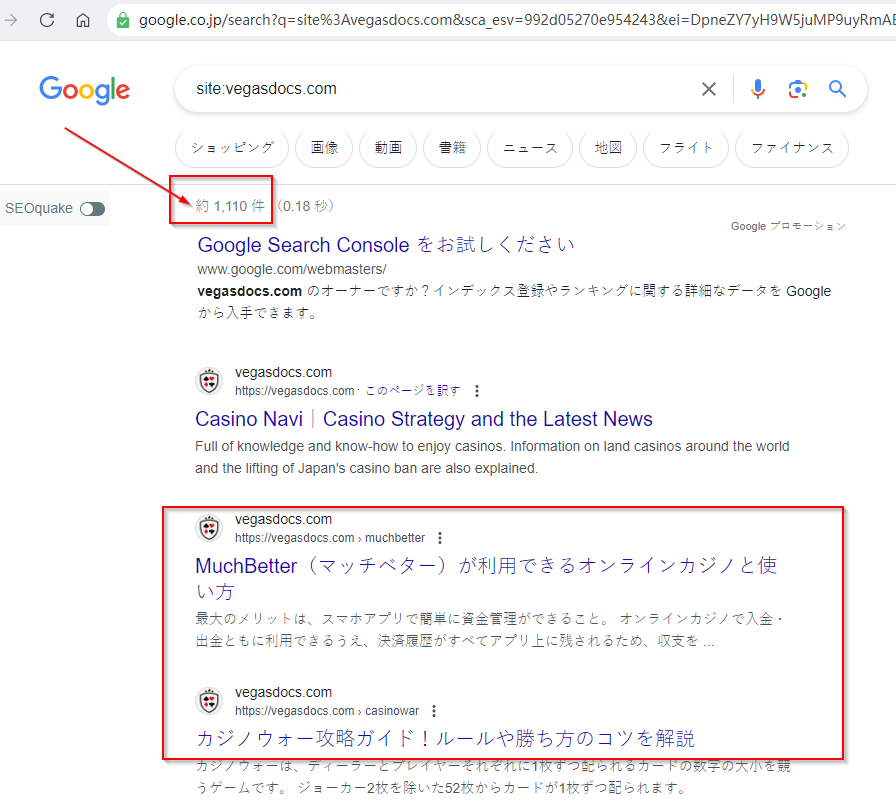 google.co.jp/search?q=site%3Avegasdocs.com&sca_esv=992d05270e954243&ei=DpneZY7yH9W5juMP9uyRmAE
Google
site:vegasdocs.com
ショッピング 画像 動画 書籍 ニュース 地図 フライト ファイナンス
SEOquake
約 1,110 件 (0.18 秒)
Google プロモーション
Google Search Console をお試しください
www.google.com/webmasters/
vegasdocs.com のオーナーですか？インデックス登録やランキングに関する詳細なデータを Google
から入手できます。
vegasdocs.com
https://vegasdocs.com · このページを訳す
Casino Navi｜Casino Strategy and the Latest News
Full of knowledge and know-how to enjoy casinos. Information on land casinos around the world
and the lifting of Japan's casino ban are also explained.
vegasdocs.com
https://vegasdocs.com › muchbetter
MuchBetter（マッチベター）が利用できるオンラインカジノと使
い方
最大のメリットは、スマホアプリで簡単に資金管理ができること。 オンラインカジノで入金・
出金ともに利用できるうえ、決済履歴がすべてアプリ上に残されるため、収支を ...
vegasdocs.com
https://vegasdocs.com › casinowar
カジノウォー攻略ガイド！ルールや勝ち方のコツを解説
カジノウォーは、ディーラーとプレイヤーそれぞれに1枚ずつ配られるカードの数字の大小を競
うゲームです。 ジョーカー2枚を除いた52枚からカードが1枚ずつ配られます。